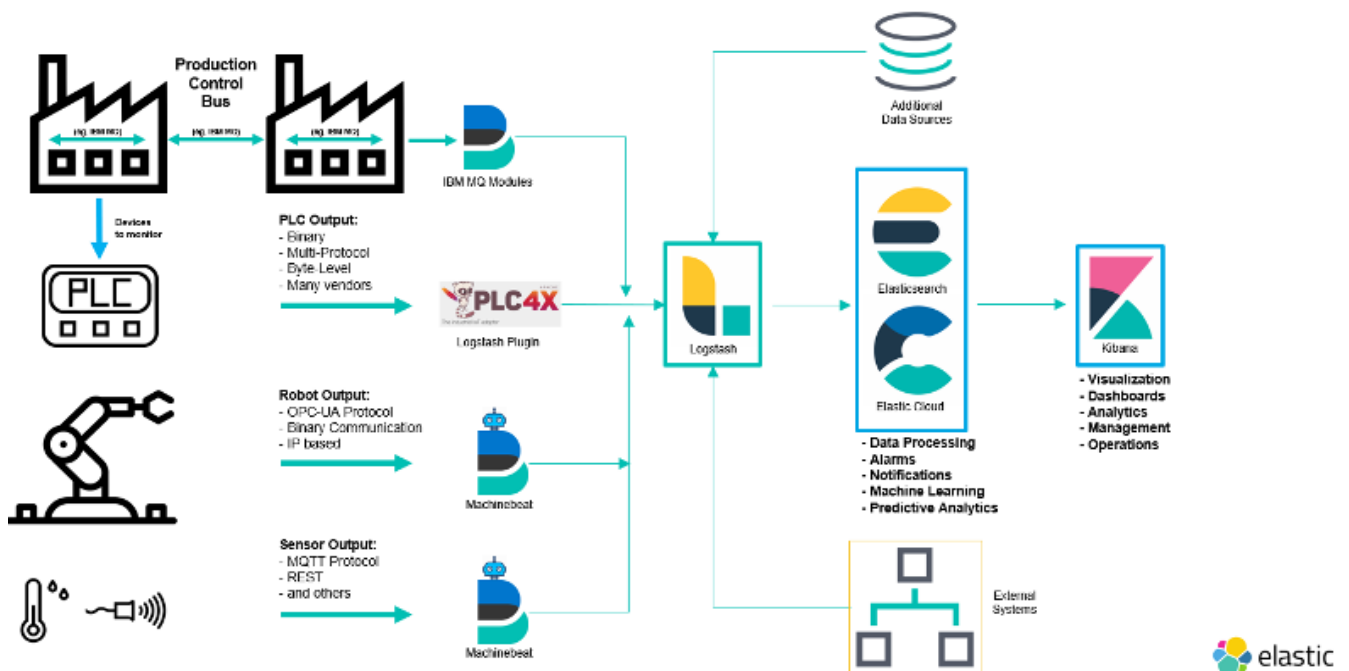 Production
Control
Bus
(eg. IBM MQ)
(eg. IBM MQ)
(eg. IBM MQ)
IBM MQ Modules
Additional
Data Sources
Devices
to monitor
PLC
PLC Output:
- Binary
- Multi-Protocol
- Byte-Level
- Many vendors
PLC4X
Logstash Plugin
Logstash
Elasticsearch
Elastic Cloud
- Data Processing
- Alarms
- Notifications
- Machine Learning
- Predictive Analytics
Kibana
- Visualization
- Dashboards
- Analytics
- Management
- Operations
Robot Output:
- OPC-UA Protocol
- Binary Communication
- IP based
Machinebeat
Sensor Output:
- MQTT Protocol
- REST
- and others
Machinebeat
External
Systems
elastic